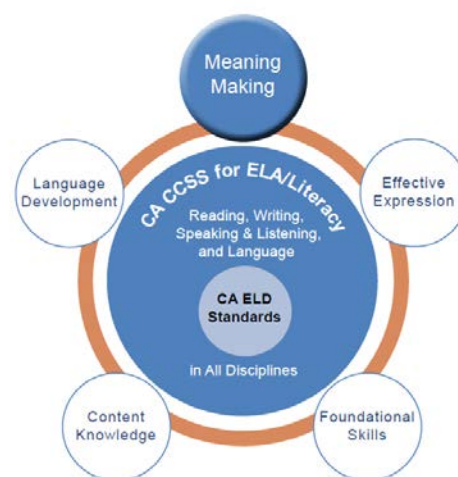 Meaning
Making
Language
Development
Effective
Expression
CA CCSS for ELA/Literacy
Reading, Writing,
Speaking & Listening,
and Language
CA ELD
Standards
in All Disciplines
Content
Knowledge
Foundational
Skills